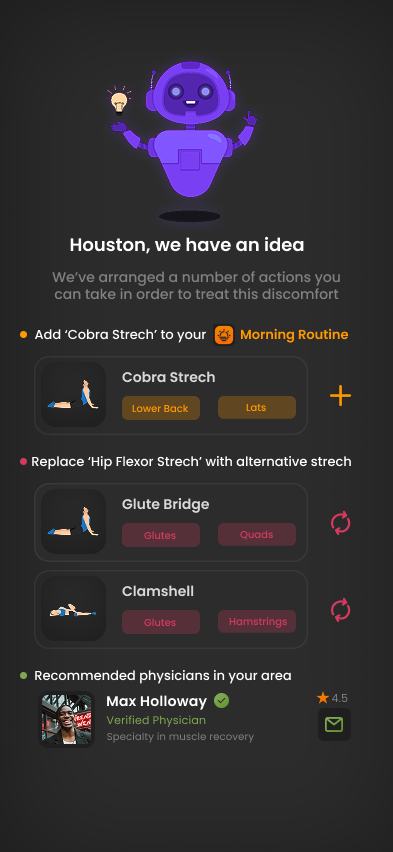 Houston, we have an idea
We've arranged a number of actions you
can take in order to treat this discomfort
Add 'Cobra Strech' to your Morning Routine
Cobra Strech
Lower Back Lats
Replace 'Hip Flexor Strech' with alternative strech
Glute Bridge
Glutes Quads
Clamshell
Glutes Hamstrings
Recommended physicians in your area
Max Holloway
4.5
Verified Physician
Specialty in muscle recovery